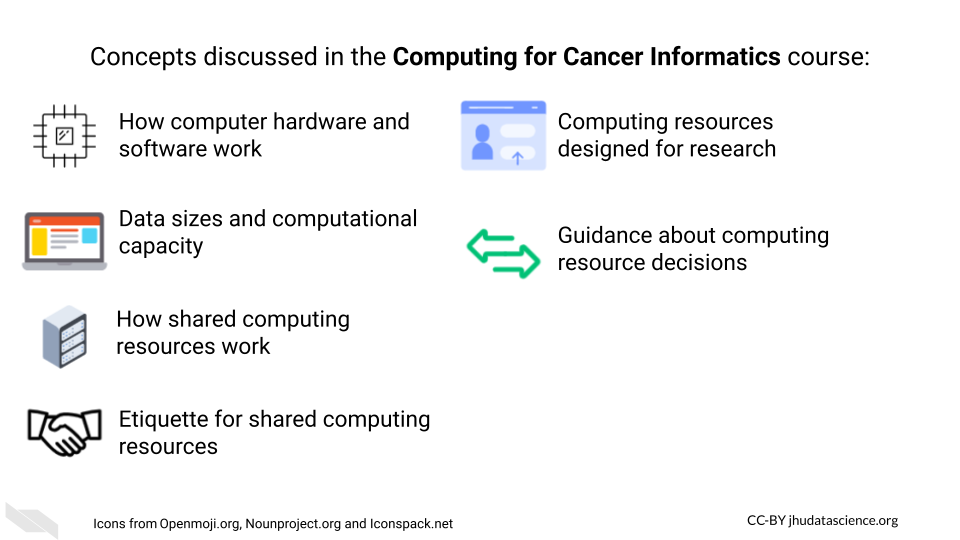 Concepts discussed in the Computing for Cancer Informatics course:
How computer hardware and
software work
Data sizes and computational
capacity
How shared computing
resources work
Etiquette for shared computing
resources
Computing resources
designed for research
Guidance about computing
resource decisions
Icons from Openmoji.org, Nounproject.org and Iconspack.net
CC-BY jhudatascience.org